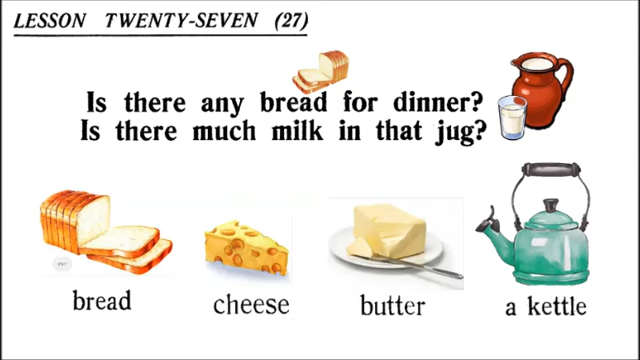 LESSON TWENTY-SEVEN (27)
Is there any bread for dinner?
Is there much milk in that jug?
bread
cheese
butter
a kettle